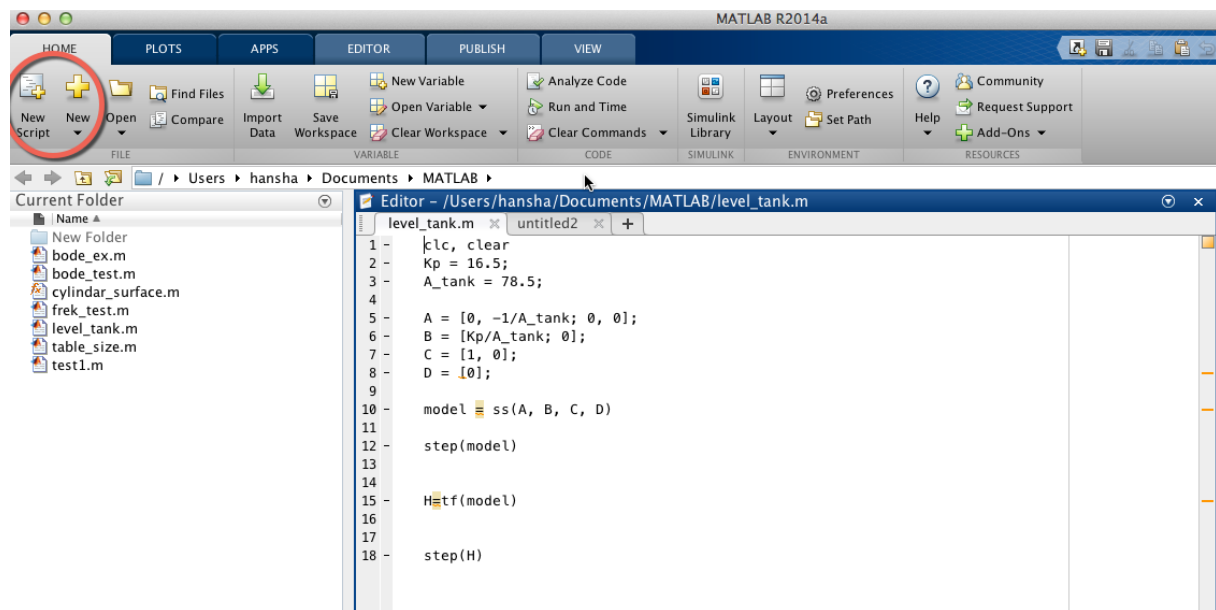 MATLAB R2014a
HOME PLOTS APPS EDITOR PUBLISH VIEW
New Script
New
Open
Find Files
Compare
Import Data
Save Workspace
New Variable
Open Variable
Clear Workspace
Analyze Code
Run and Time
Clear Commands
Simulink Library
Layout
Preferences
Set Path
Help
Community
Request Support
Add-Ons
FILE VARIABLE CODE SIMULINK ENVIRONMENT RESOURCES
/ ▸ Users ▸ hansha ▸ Documents ▸ MATLAB ▸
Current Folder
Name
New Folder
bode_ex.m
bode_test.m
cylindar_surface.m
frek_test.m
level_tank.m
table_size.m
test1.m
Editor – /Users/hansha/Documents/MATLAB/level_tank.m
level_tank.m × untitled2 × +
1 – clc, clear
2 – Kp = 16.5;
3 – A_tank = 78.5;
4
5 – A = [0, -1/A_tank; 0, 0];
6 – B = [Kp/A_tank; 0];
7 – C = [1, 0];
8 – D = [0];
9
10 – model = ss(A, B, C, D)
11
12 – step(model)
13
14
15 – H=tf(model)
16
17
18 – step(H)